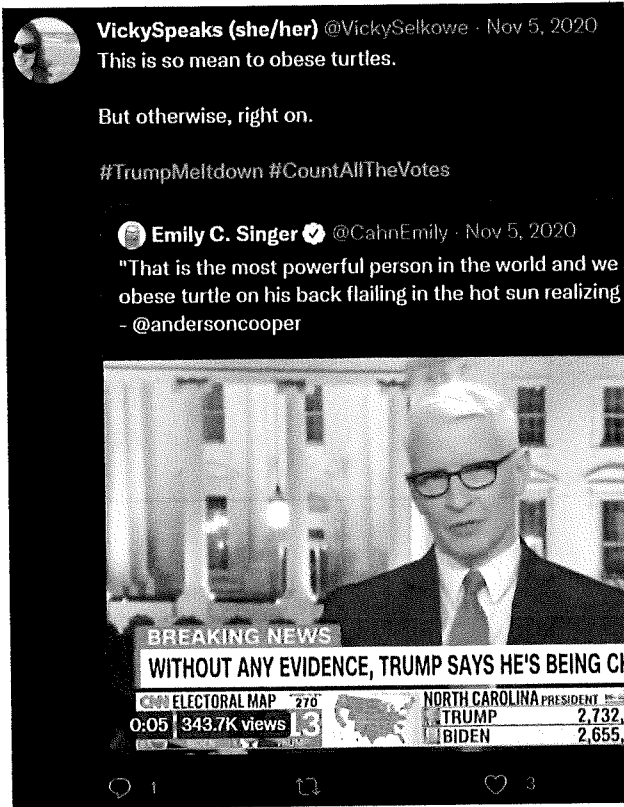 VickySpeaks (she/her) @VickySelkowe · Nov 5, 2020
This is so mean to obese turtles.
But otherwise, right on.
#TrumpMeltdown #CountAllTheVotes
Emily C. Singer @CahnEmily · Nov 5, 2020
"That is the most powerful person in the world and we
obese turtle on his back flailing in the hot sun realizing
- @andersoncooper
BREAKING NEWS
WITHOUT ANY EVIDENCE, TRUMP SAYS HE'S BEING
CNN ELECTORAL MAP 270
NORTH CAROLINA PRESIDENT
0:05 343.7K views
TRUMP 2,732,
BIDEN 2,655,
1
3